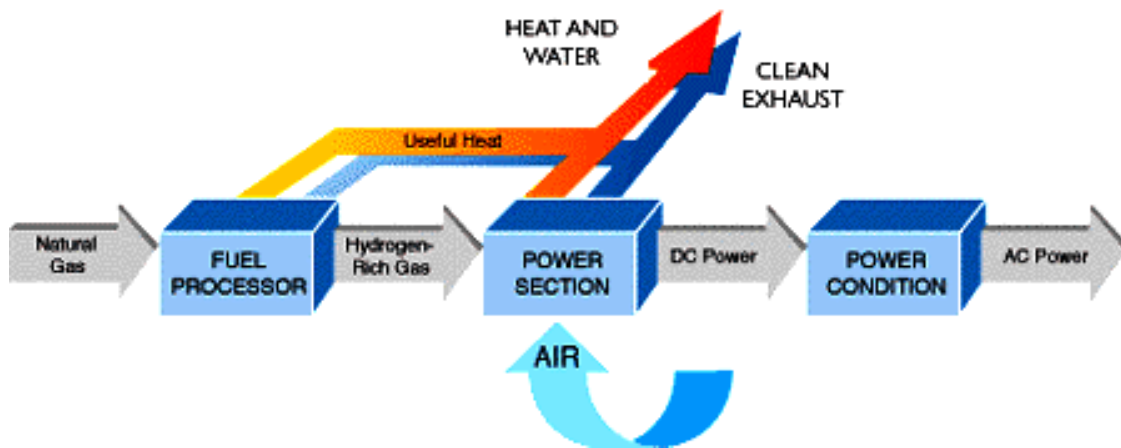 HEAT AND
WATER
CLEAN
EXHAUST
Useful Heat
Natural
Gas
FUEL
PROCESSOR
Hydrogen-
Rich Gas
POWER
SECTION
DC Power
POWER
CONDITION
AC Power
AIR